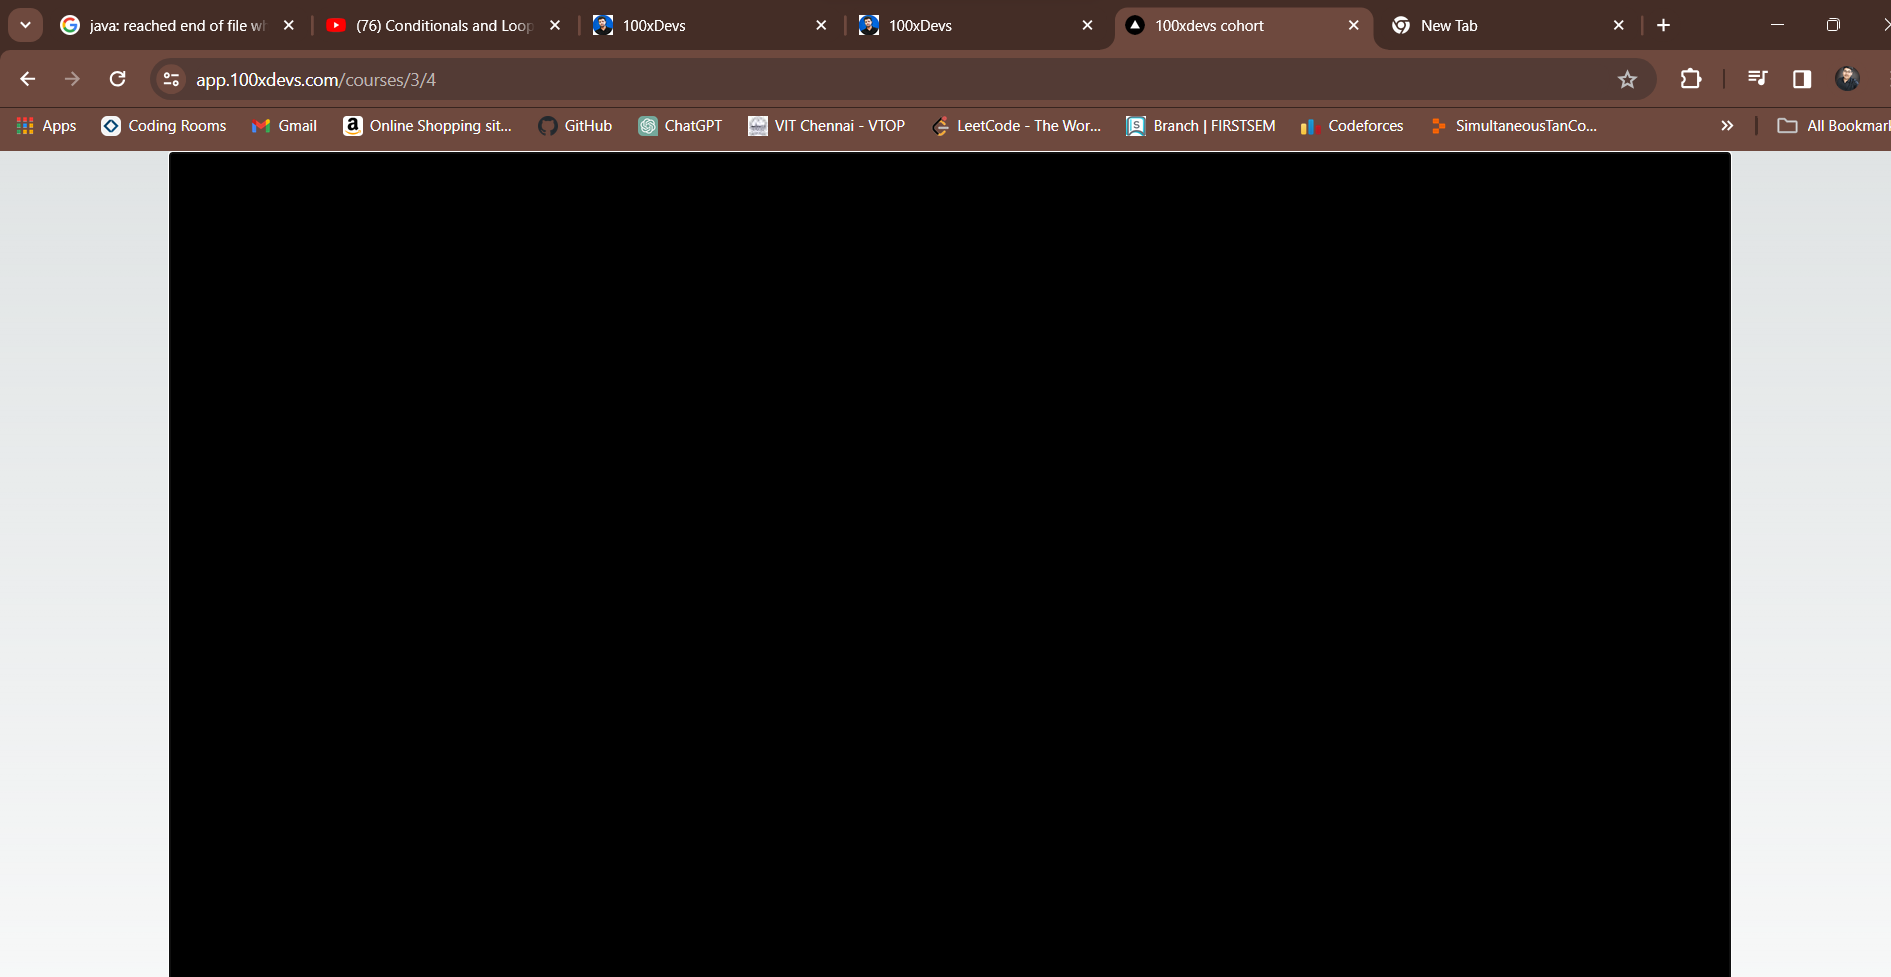 java: reached end of file wh
(76) Conditionals and Loop
100xDevs
100xDevs
100xdevs cohort
New Tab
app.100xdevs.com/courses/3/4
Apps
Coding Rooms
Gmail
Online Shopping sit...
GitHub
ChatGPT
VIT Chennai - VTOP
LeetCode - The Wor...
Branch | FIRSTSEM
Codeforces
SimultaneousTanCo...
All Bookmark